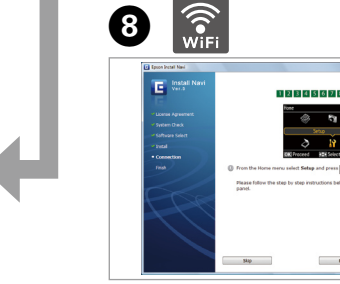 8
WiFi
Epson Install Navi
Install Navi
Ver.3
License Agreement
System Check
Software Select
Install
Connection
Finish
1 2 3 4 5 6 7 8
Home
Setup
Proceed Select
From the Home menu select Setup and press
Please follow the step by step instructions
panel.
Skip